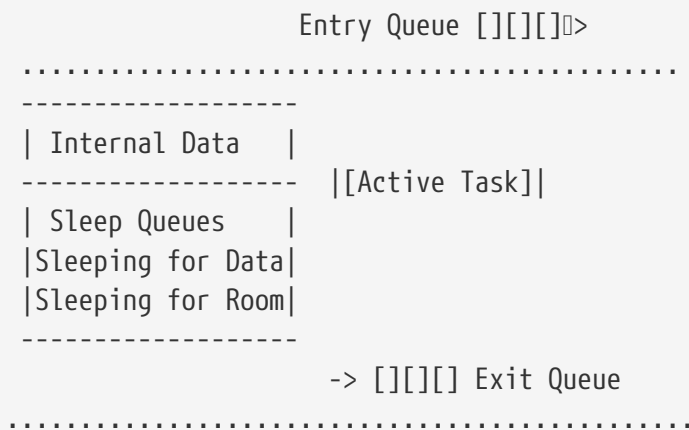 Entry Queue [][][]▯>
.............................................
-------------------
| Internal Data   |
-------------------  |[Active Task]|
| Sleep Queues    |
|Sleeping for Data|
|Sleeping for Room|
-------------------
-> [][][] Exit Queue
...............................................